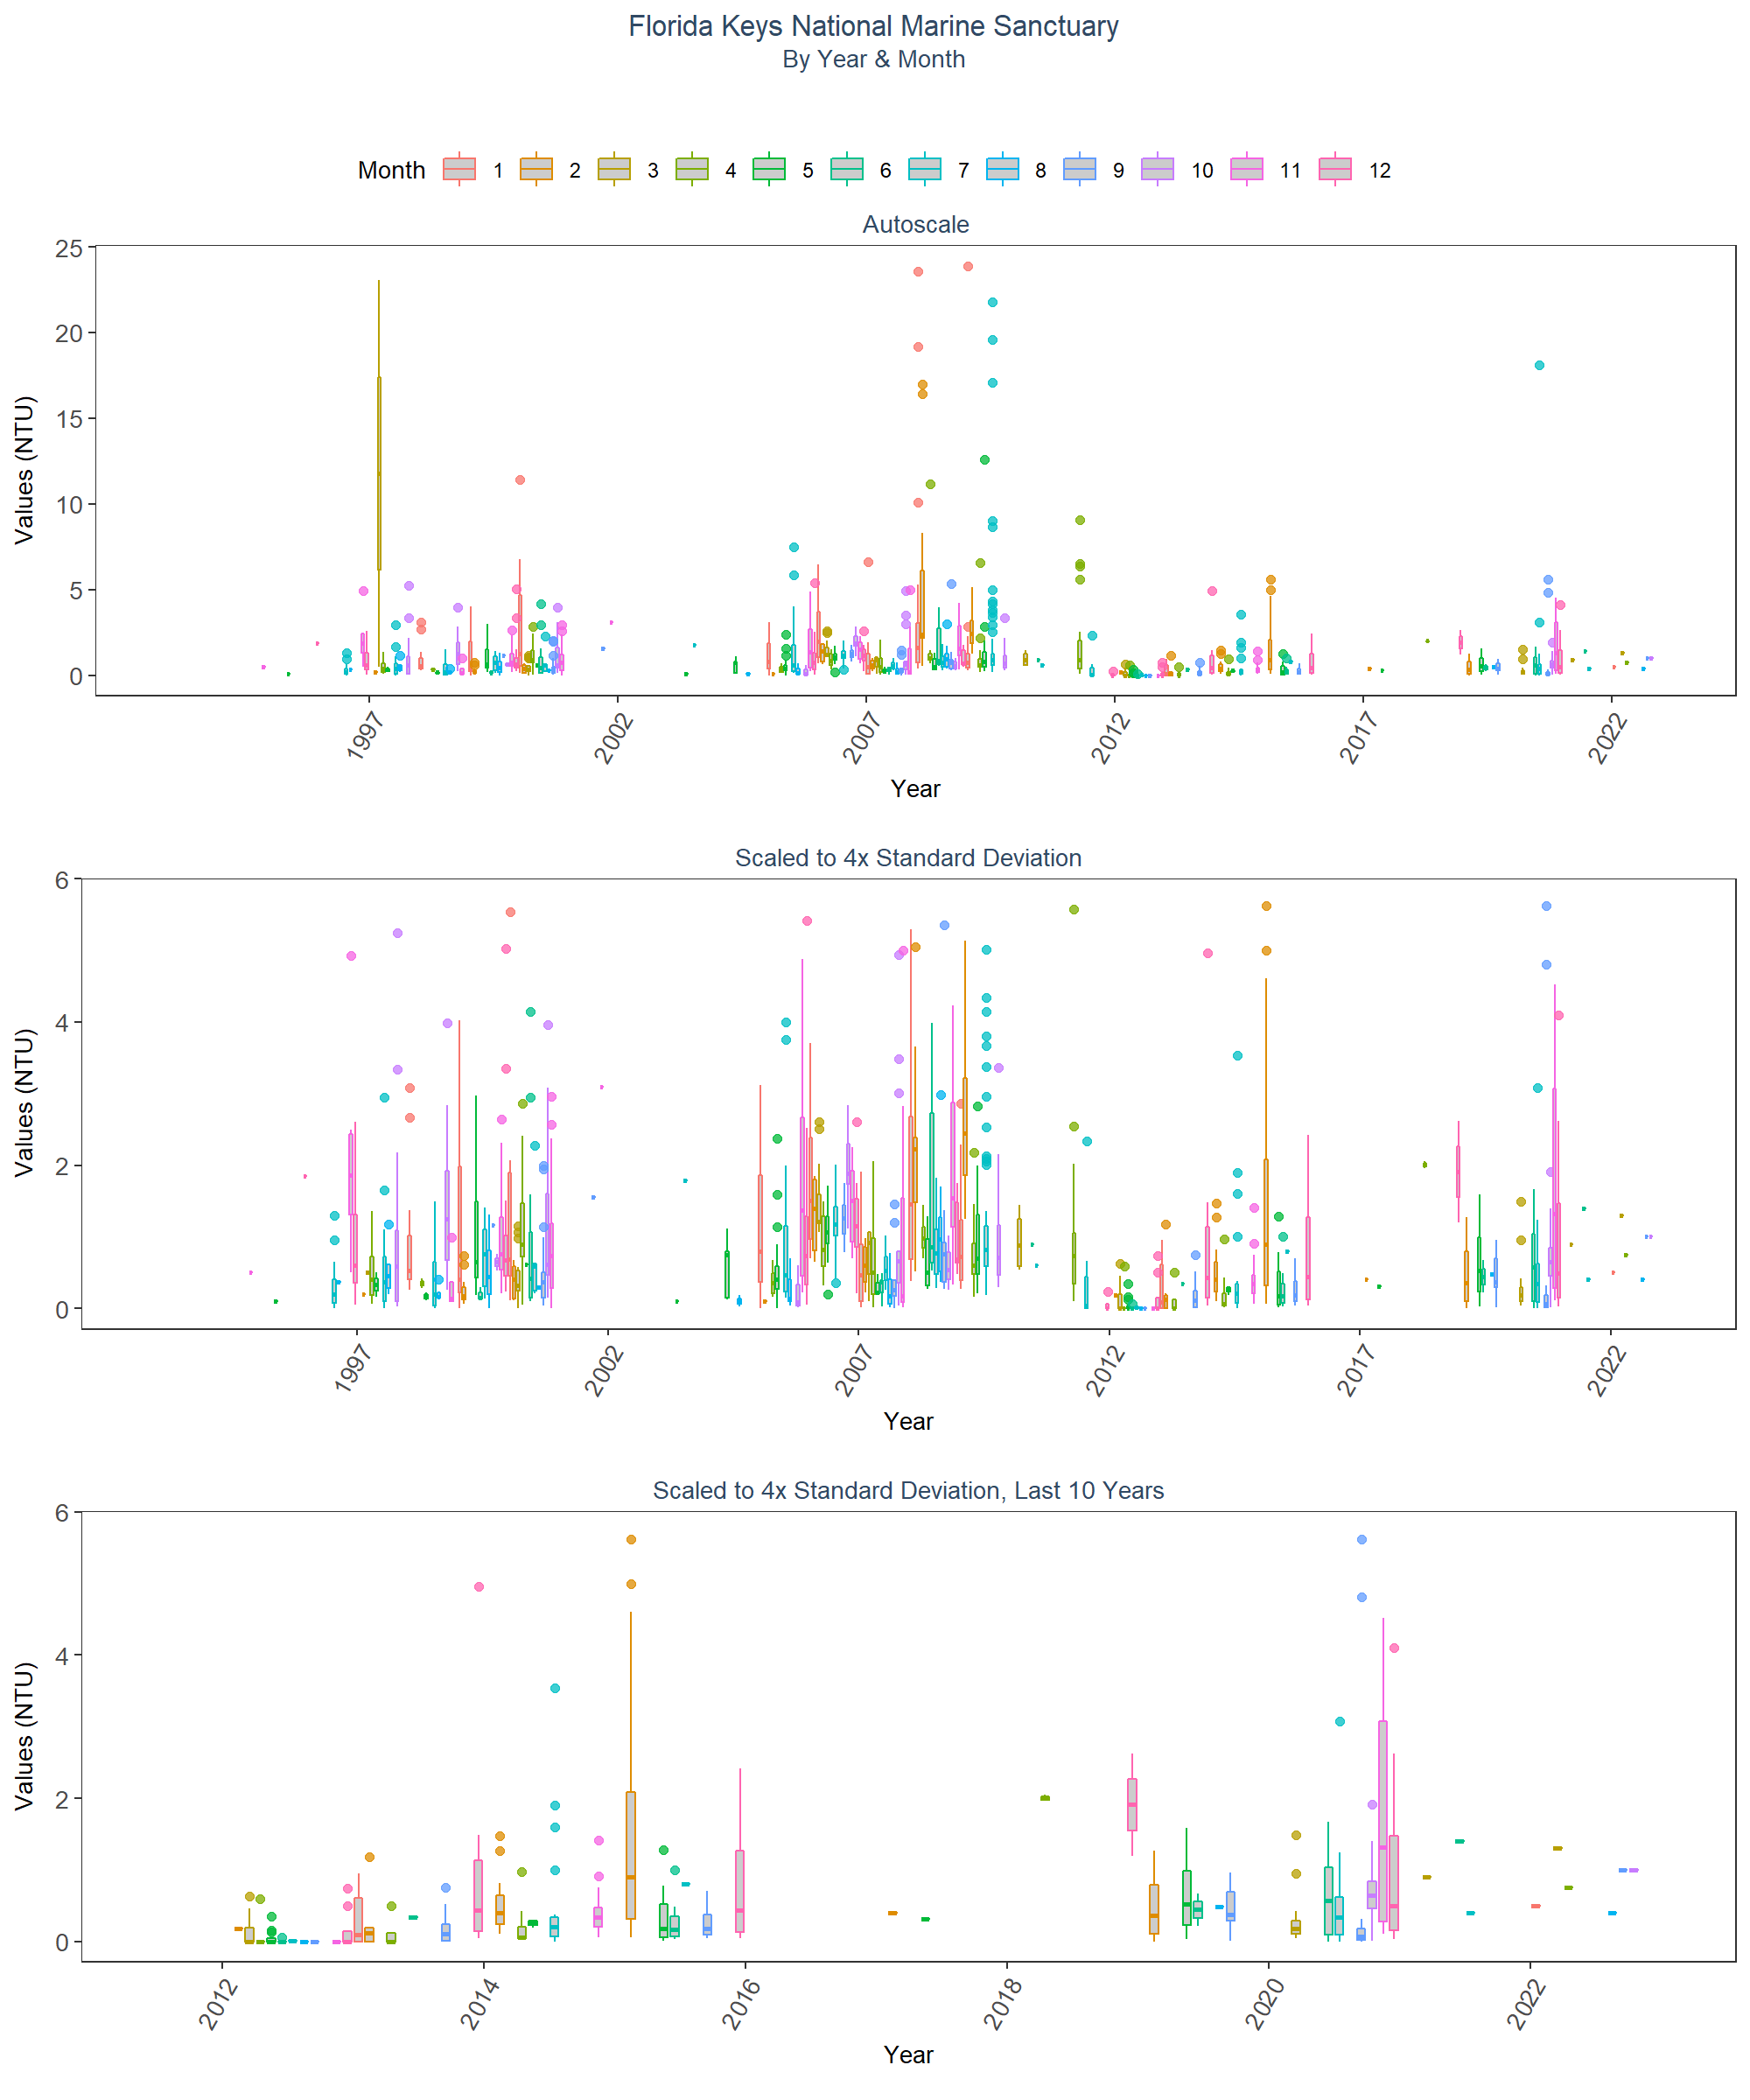 Florida Keys National Marine Sanctuary
By Year & Month
Month 1 2 3 4 5 6 7 8 9 10 11 12
Autoscale
Values (NTU)
25
20
15
10
5
0
1997 2002 2007 2012 2017 2022
Year
Scaled to 4x Standard Deviation
Values (NTU)
6
4
2
0
1997 2002 2007 2012 2017 2022
Year
Scaled to 4x Standard Deviation, Last 10 Years
Values (NTU)
6
4
2
0
2012 2014 2016 2018 2020 2022
Year